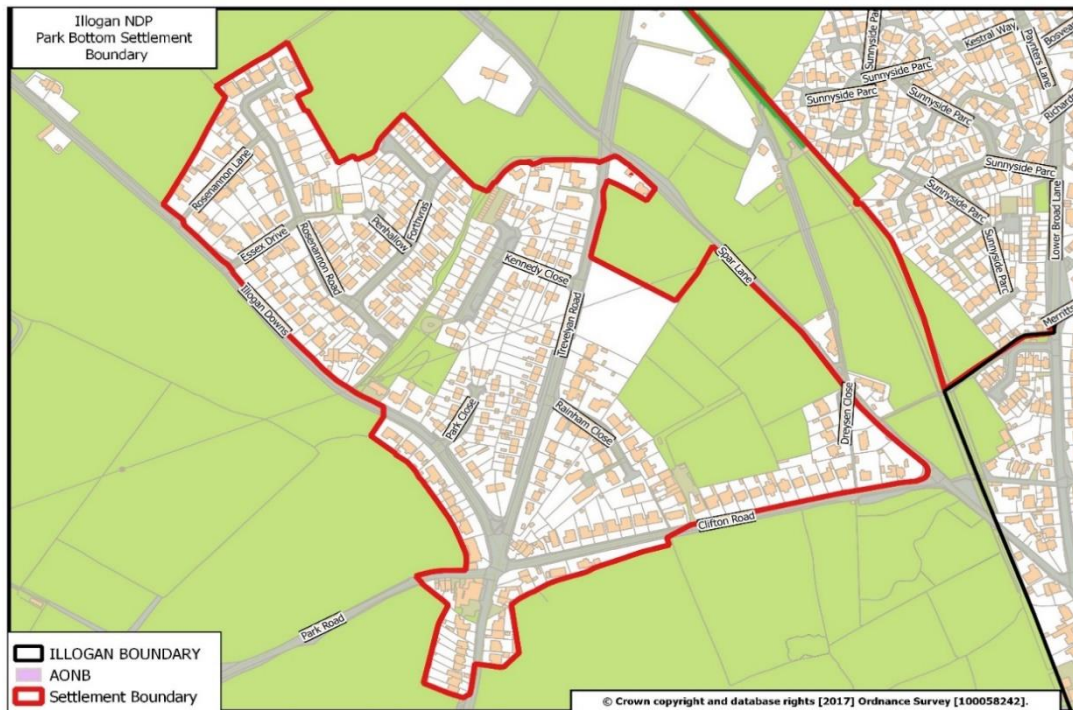 Illogan NDP
Park Bottom Settlement
Boundary
Sunnyside Parc
Kestral Way
Paynters Lane
Sunnyside Parc
Sunnyside Parc
Sunnyside Parc
Sunnyside Parc
Sunnyside Parc
Sunnyside Parc
Lower Broad Lane
Rosenannon Lane
Essex Drive
Rosenannon Road
Penhallow
Forthvras
Illogan Downs
Kennedy Close
Trevelyan Road
Spar Lane
Park Close
Rainham Close
Dreysen Close
Clifton Road
Park Road
ILLOGAN BOUNDARY
AONB
Settlement Boundary
© Crown copyright and database rights [2017] Ordnance Survey [100058242].